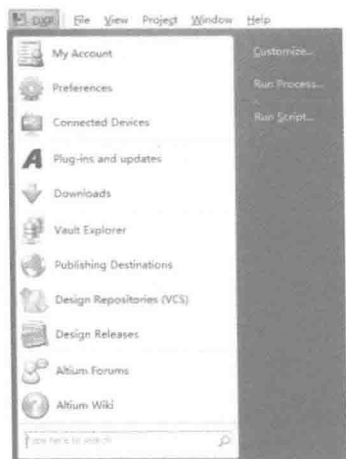 DXP File View Project Window Help
My Account
Preferences
Connected Devices
Plug-ins and updates
Downloads
Vault Explorer
Publishing Destinations
Design Repositories (VCS)
Design Releases
Altium Forums
Altium Wiki
Type here to search
Customize...
Run Process...
Run Script...